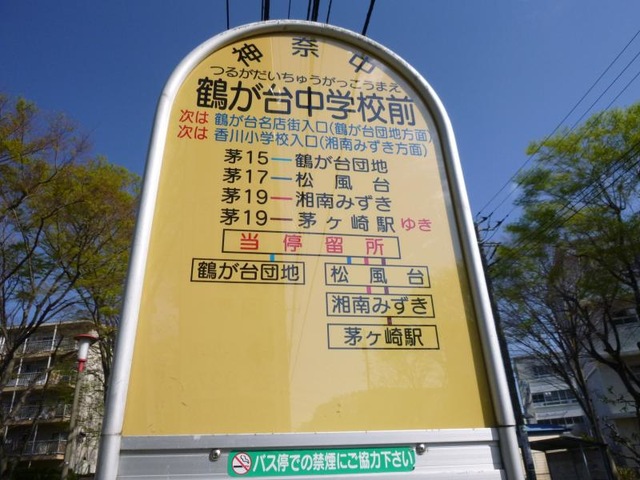 神奈中
つるがだいちゅうがっこうまえ
鶴が台中学校前
次は 鶴が台名店街入口(鶴が台団地方面)
次は 香川小学校入口(湘南みずき方面)
茅15ー鶴が台団地
茅17ー松風台
茅19ー湘南みずき
茅19ー茅ヶ崎駅ゆき
当停留所
鶴が台団地 松風台
湘南みずき
茅ヶ崎駅
バス停での禁煙にご協力下さい